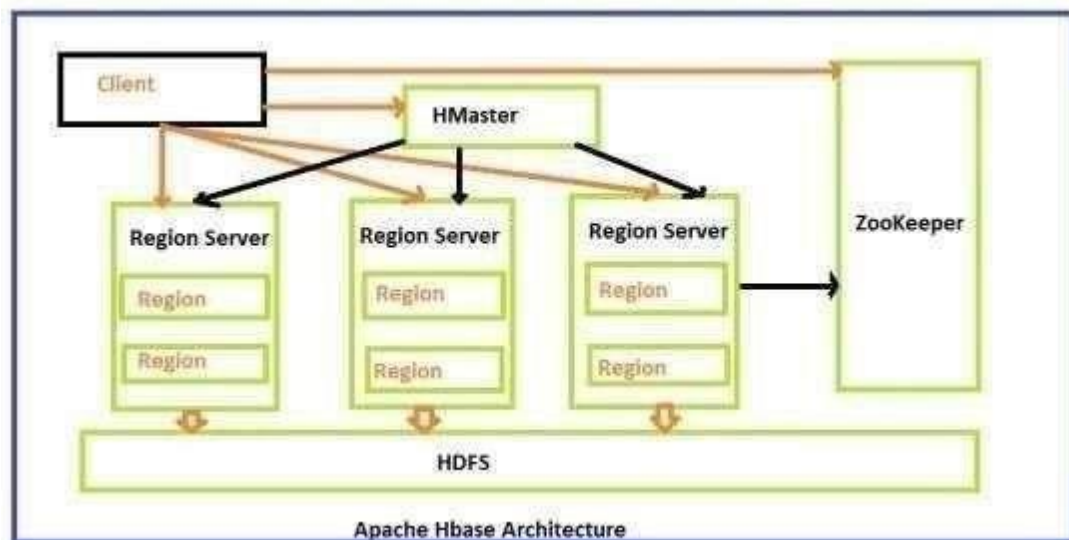 Client
HMaster
ZooKeeper
Region Server
Region
Region
Region Server
Region
Region
Region Server
Region
Region
HDFS
Apache Hbase Architecture